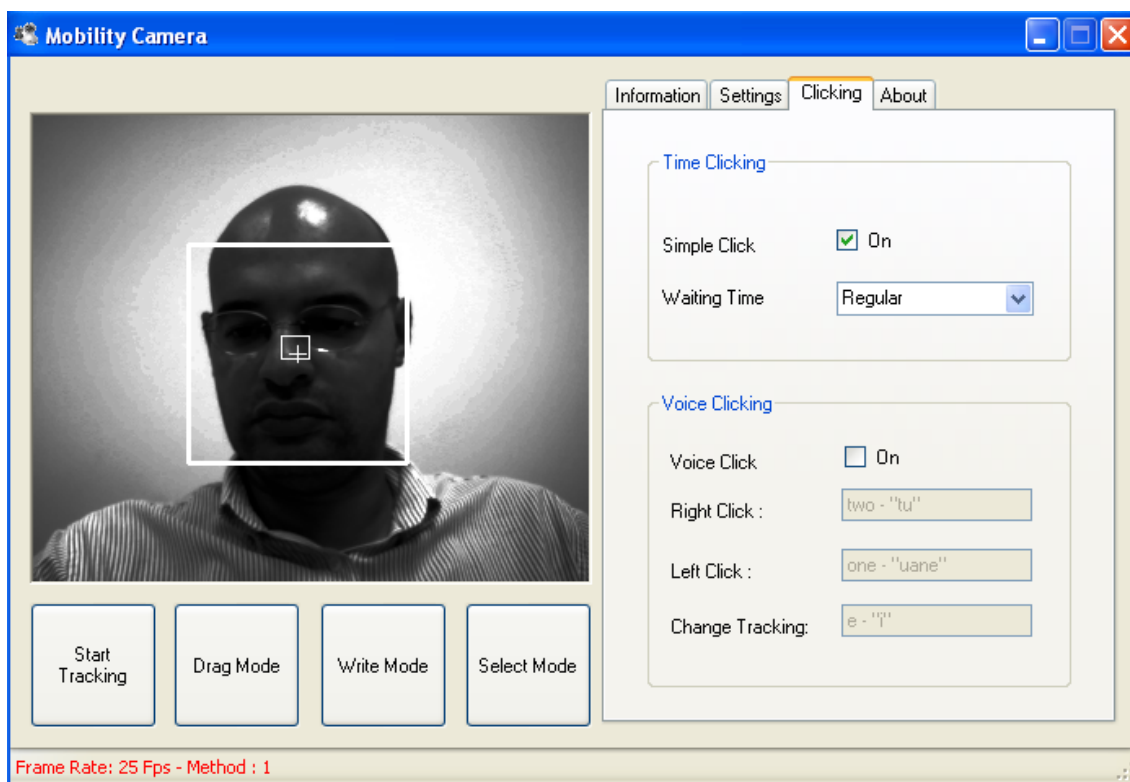 Mobility Camera
Information Settings Clicking About
Time Clicking
Simple Click On
Waiting Time Regular
Voice Clicking
Voice Click On
Right Click : two - "tu"
Left Click : one - "uane"
Change Tracking: e - "i"
Start
Tracking
Drag Mode
Write Mode
Select Mode
Frame Rate: 25 Fps - Method : 1